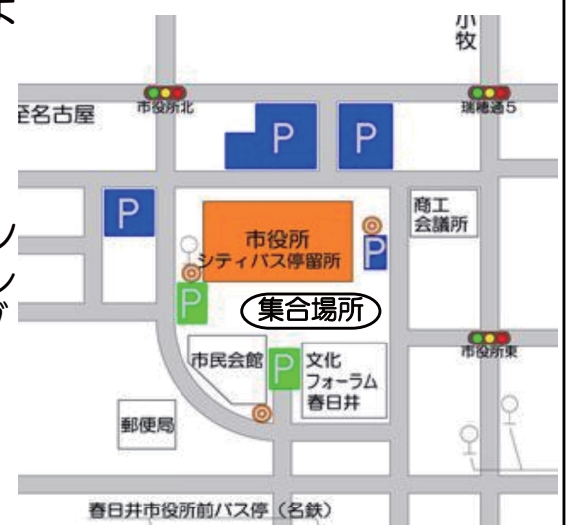 よ
小
牧
市役所北
瑞穂通5
至名古屋
P
P
P
商工
会議所
市役所
シティバス停留所
P
ン
レ
P
集合場所
市役所東
市民会館
P
文化
フォーラム
春日井
郵便局
春日井市役所前バス停（名鉄）